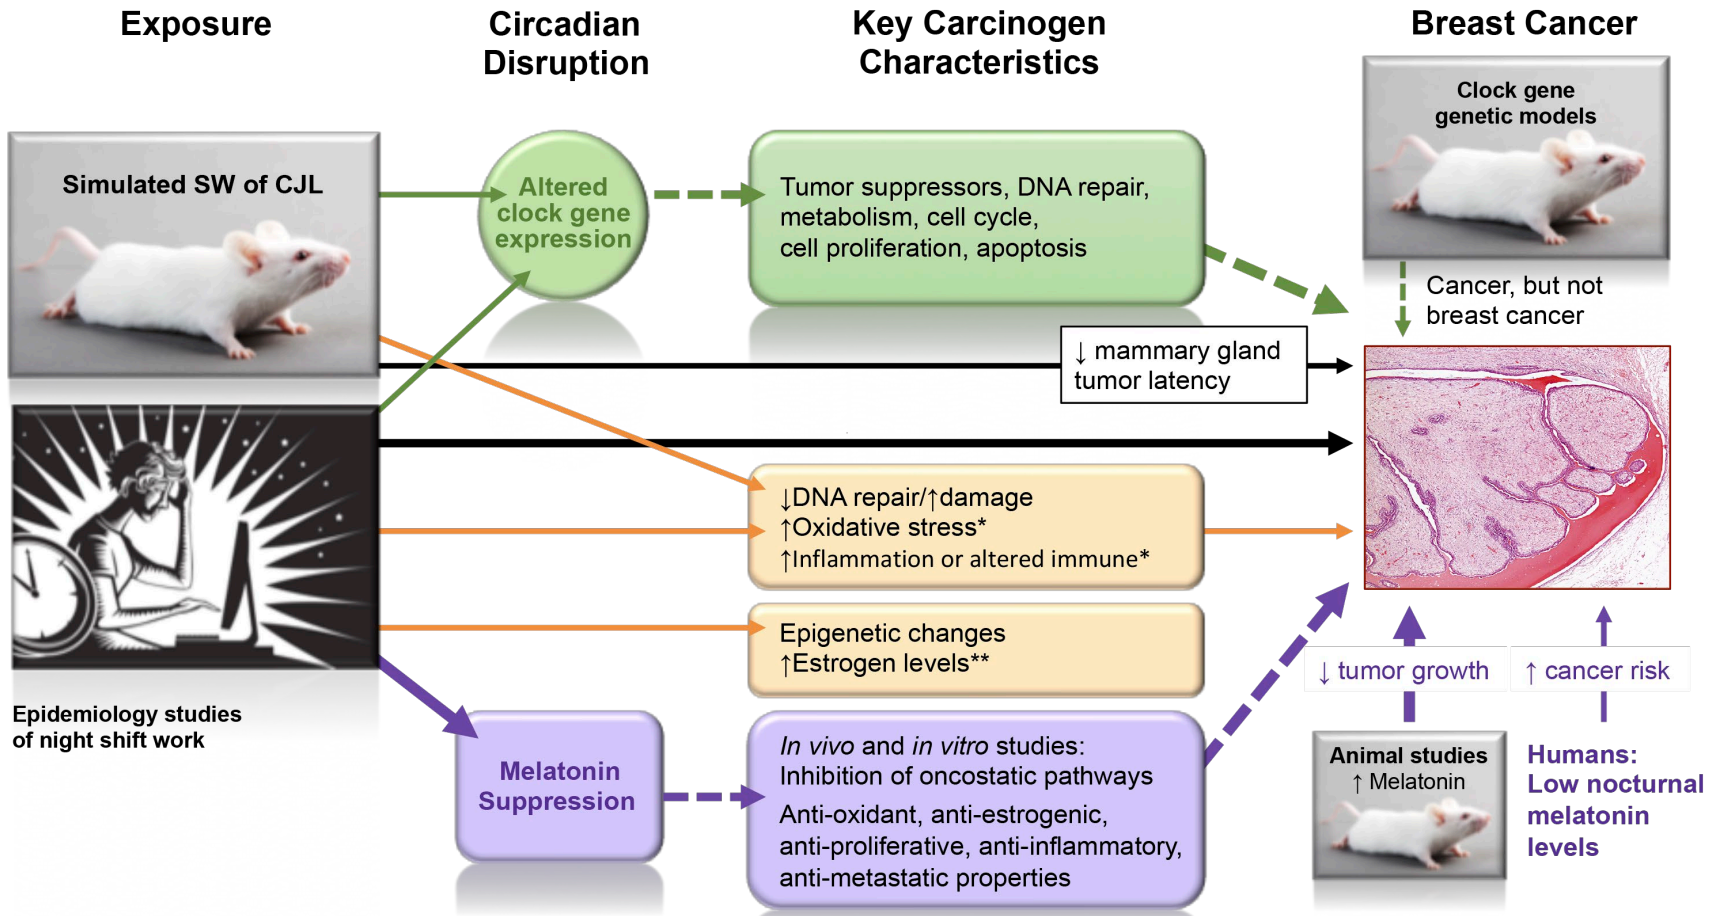 Exposure
Circadian
Disruption
Key Carcinogen
Characteristics
Breast Cancer
Simulated SW of CJL
Altered
clock gene
expression
Tumor suppressors, DNA repair,
metabolism, cell cycle,
cell proliferation, apoptosis
Clock gene
genetic models
Cancer, but not
breast cancer
↓ mammary gland
tumor latency
↓DNA repair/↑damage
↑Oxidative stress*
↑Inflammation or altered immune*
Epigenetic changes
↑Estrogen levels**
Epidemiology studies
of night shift work
Melatonin
Suppression
In vivo and in vitro studies:
Inhibition of oncostatic pathways
Anti-oxidant, anti-estrogenic,
anti-proliferative, anti-inflammatory,
anti-metastatic properties
↓ tumor growth
↑ cancer risk
Animal studies
↑ Melatonin
Humans:
Low nocturnal
melatonin
levels